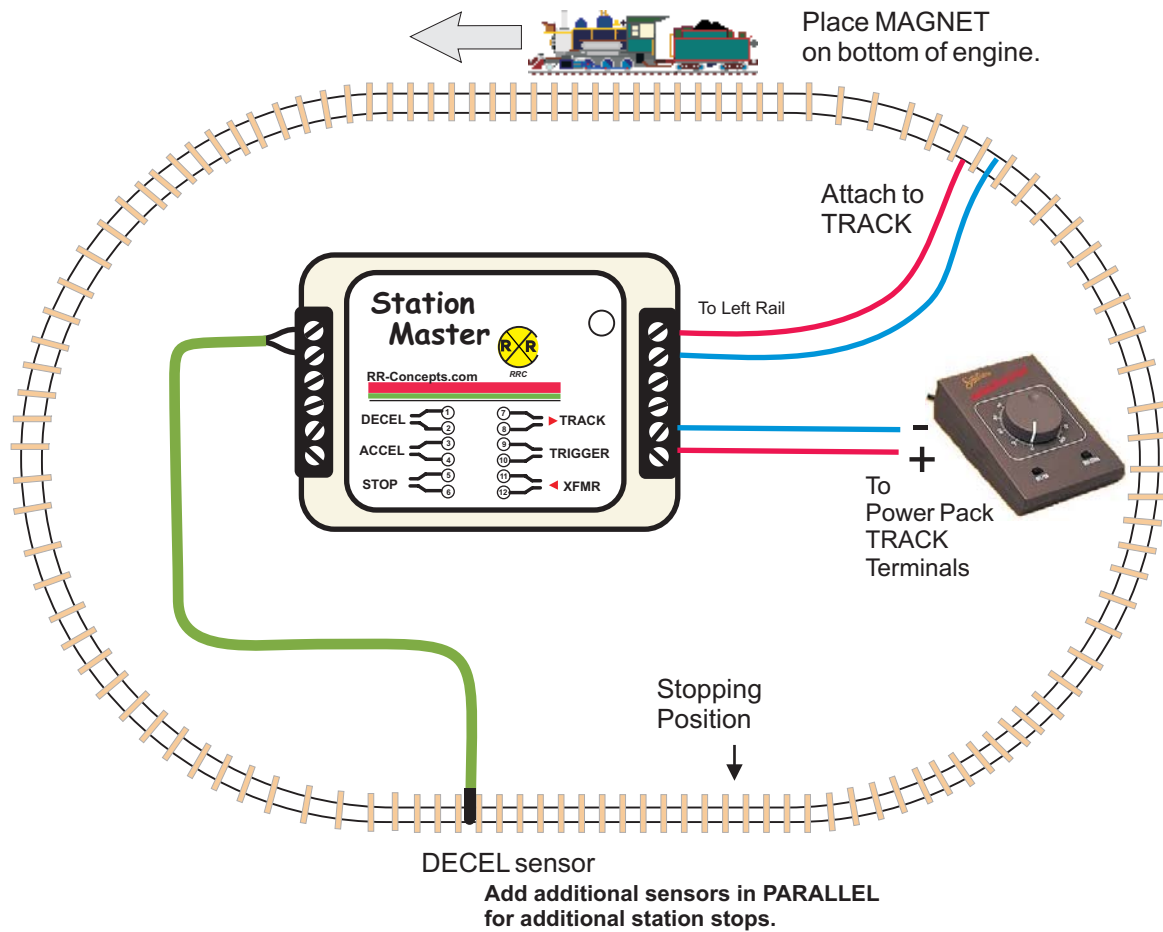 Place MAGNET
on bottom of engine.
Attach to
TRACK
Station
Master
R R
RRC
RR-Concepts.com
To Left Rail
DECEL 1 2
ACCEL 3 4
STOP 5 6
7 8 TRACK
9 10 TRIGGER
11 12 XFMR
-
+
To
Power Pack
TRACK
Terminals
Stopping
Position
DECEL sensor
Add additional sensors in PARALLEL
for additional station stops.